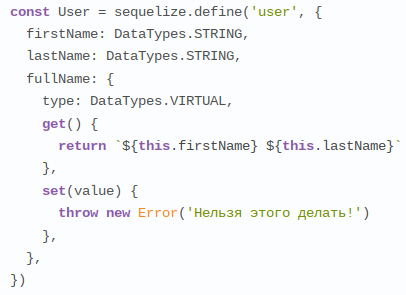 const User = sequelize.define('user', {
  firstName: DataTypes.STRING,
  lastName: DataTypes.STRING,
  fullName: {
    type: DataTypes.VIRTUAL,
    get() {
      return `${this.firstName} ${this.lastName}`
    },
    set(value) {
      throw new Error('Нельзя этого делать!')
    },
  },
})